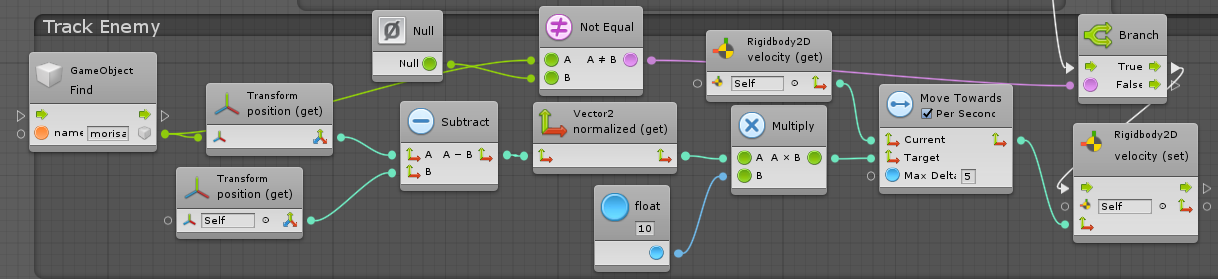 Track Enemy
GameObject
Find
name morisa
Null
Null
Not Equal
A A ≠ B
B
Transform
position (get)
Transform
position (get)
Self
Subtract
A A − B
B
Vector2
normalized (get)
float
10
Rigidbody2D
velocity (get)
Self
Multiply
A A × B
B
Move Towards
Per Second
Current
Target
Max Delta 5
Branch
True
False
Rigidbody2D
velocity (set)
Self